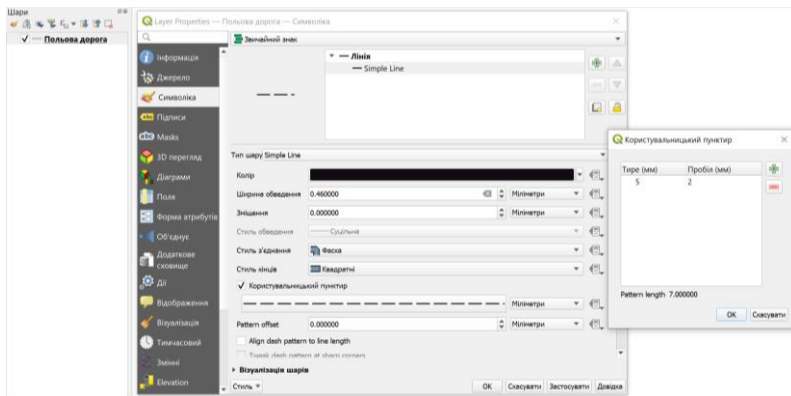 Шари
Польова дорога
Layer Properties — Польова дорога — Символіка
Звичайний знак
Інформація
Джерело
Символіка
Підписи
Masks
3D перегляд
Діаграми
Поля
Форма атрибутів
Об'єднує
Додаткове
сховище
Дії
Відображення
Візуалізація
Тимчасовий
Змінні
Elevation
Лінія
Simple Line
Тип шару Simple Line
Колір
Ширина обведення 0.460000 Міліметри
Зміщення 0.000000 Міліметри
Стиль обведення Суцільна
Стиль з'єднання Фаска
Стиль кінців Квадратні
Користувальницький пунктир
Міліметри
Pattern offset 0.000000 Міліметри
Align dash pattern to line length
Tweak dash pattern at sharp corners
Візуалізація шарів
Стиль OK Скасувати Застосувати Довідка
Користувальницький пунктир
Тире (мм) Пробіл (мм)
5 2
Pattern length 7.000000
OK Скасувати